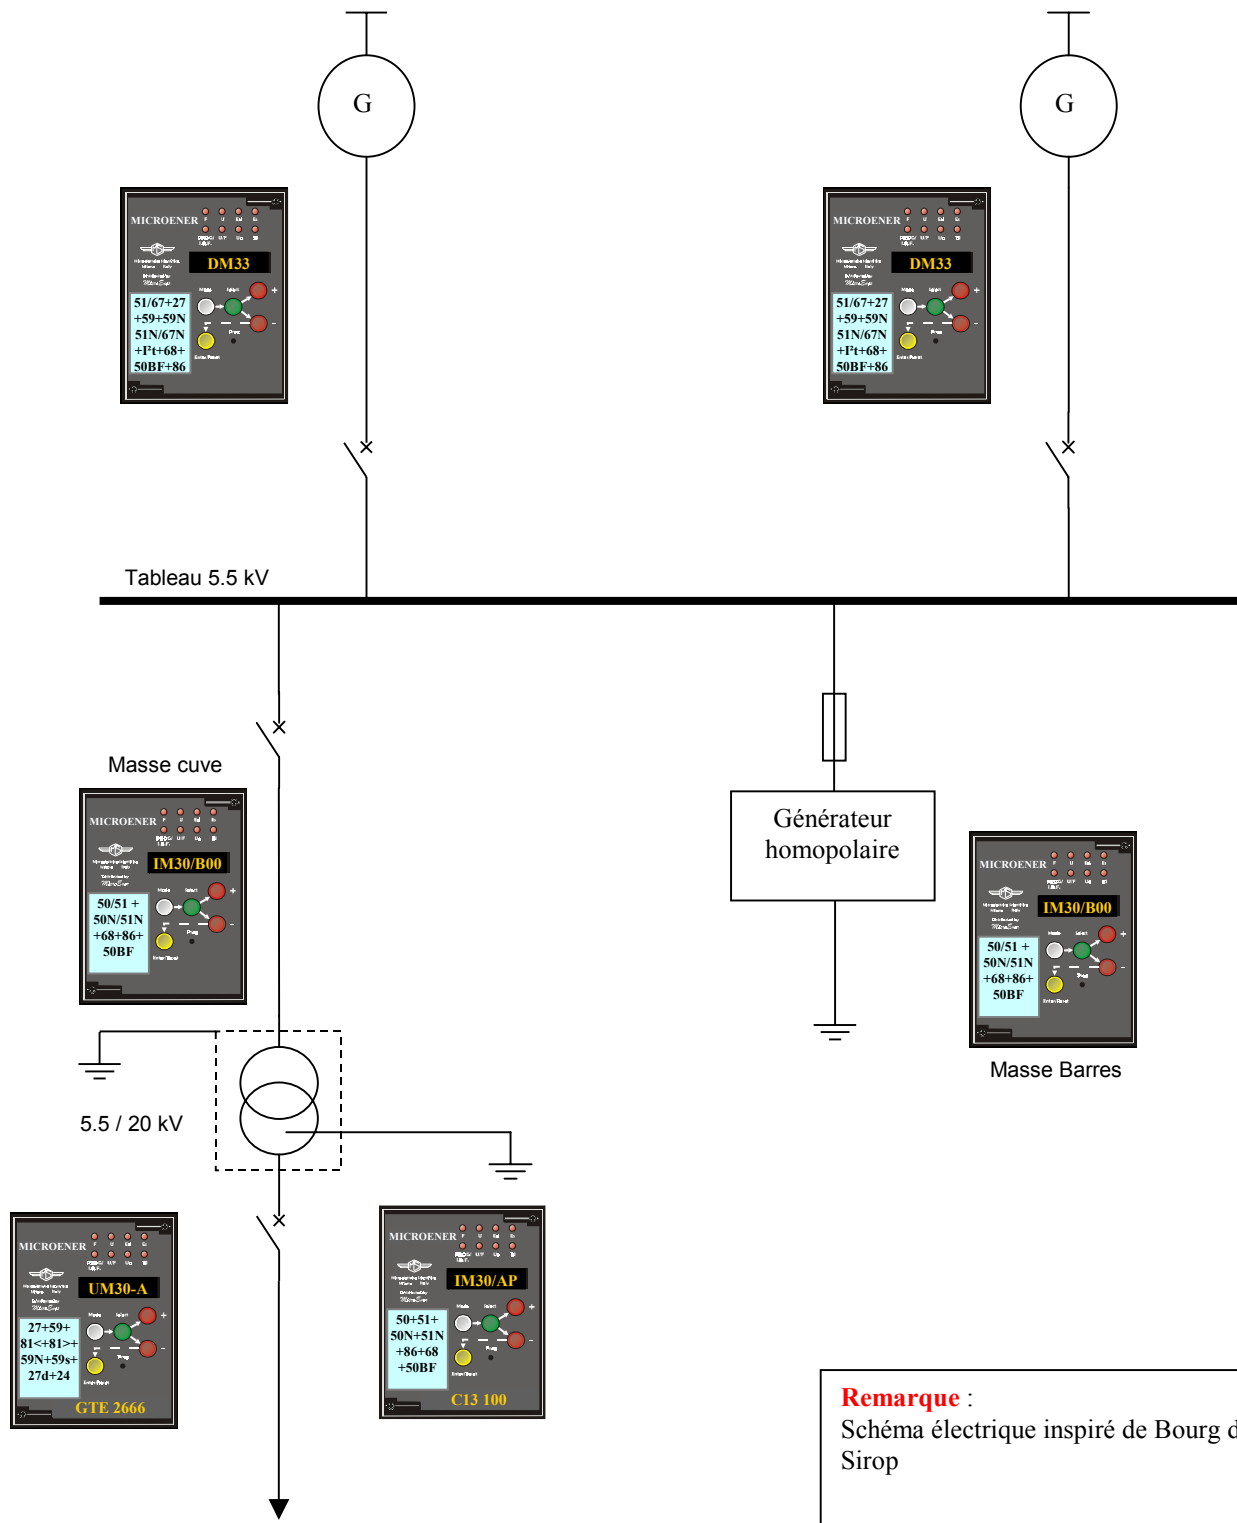 G
G
MICROENER
DM33
51/67+27
+59+59N
51N/67N
+I²t+68+
50BF+86
MICROENER
DM33
51/67+27
+59+59N
51N/67N
+I²t+68+
50BF+86
Tableau 5.5 kV
Masse cuve
MICROENER
IM30/B00
Mode Select
50/51 +
50N/51N
+68+86+
50BF
Enter/Reset
Générateur
homopolaire
MICROENER
IM30/B00
50/51 +
50N/51N
+68+86+
50BF
Masse Barres
5.5 / 20 kV
MICROENER
UM30-A
27+59+
81<+81>+
59N+59s+
27d+24
GTE 2666
MICROENER
IM30/AP
50+51+
50N+51N
+86+68
+50BF
C13 100
Remarque :
Schéma électrique inspiré de Bourg d
Sirop